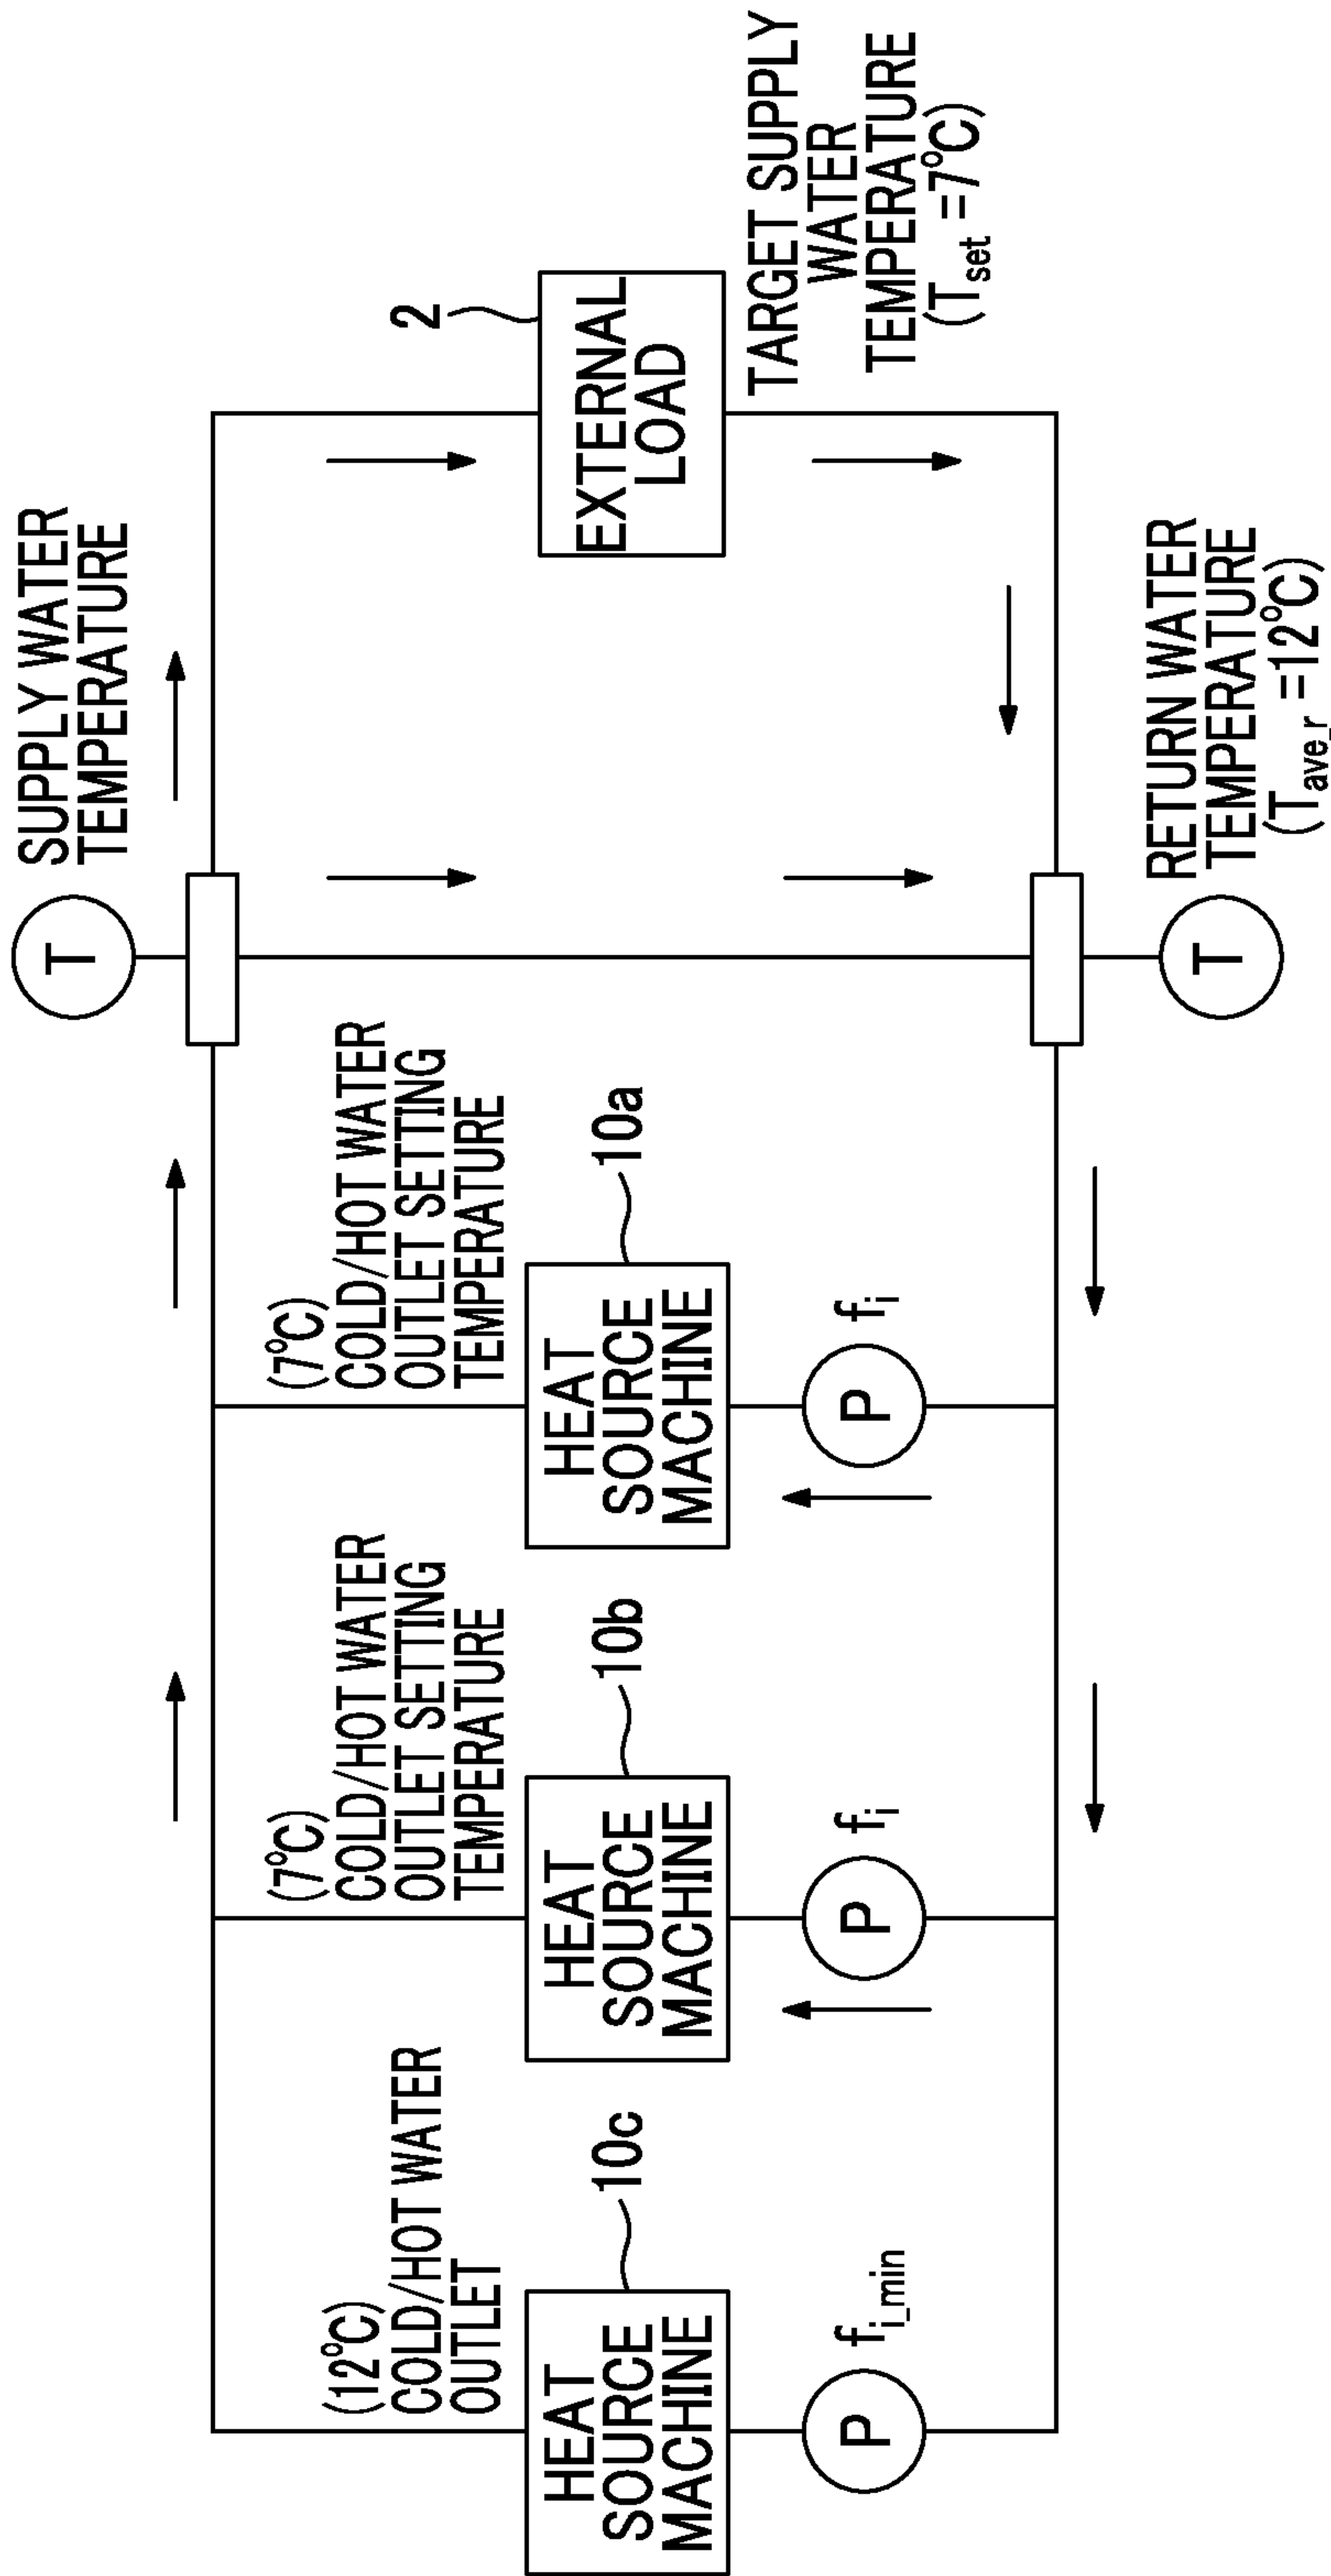 SUPPLY WATER
TEMPERATURE
T
(12°C)
COLD/HOT WATER
OUTLET
(7°C)
COLD/HOT WATER
OUTLET SETTING
TEMPERATURE
(7°C)
COLD/HOT WATER
OUTLET SETTING
TEMPERATURE
HEAT
SOURCE
MACHINE
10c
HEAT
SOURCE
MACHINE
10b
HEAT
SOURCE
MACHINE
10a
2
EXTERNAL
LOAD
TARGET SUPPLY
WATER
TEMPERATURE
(Tset =7°C)
P
fi_min
P
fi
P
fi
T
RETURN WATER
TEMPERATURE
(Tave_r =12°C)